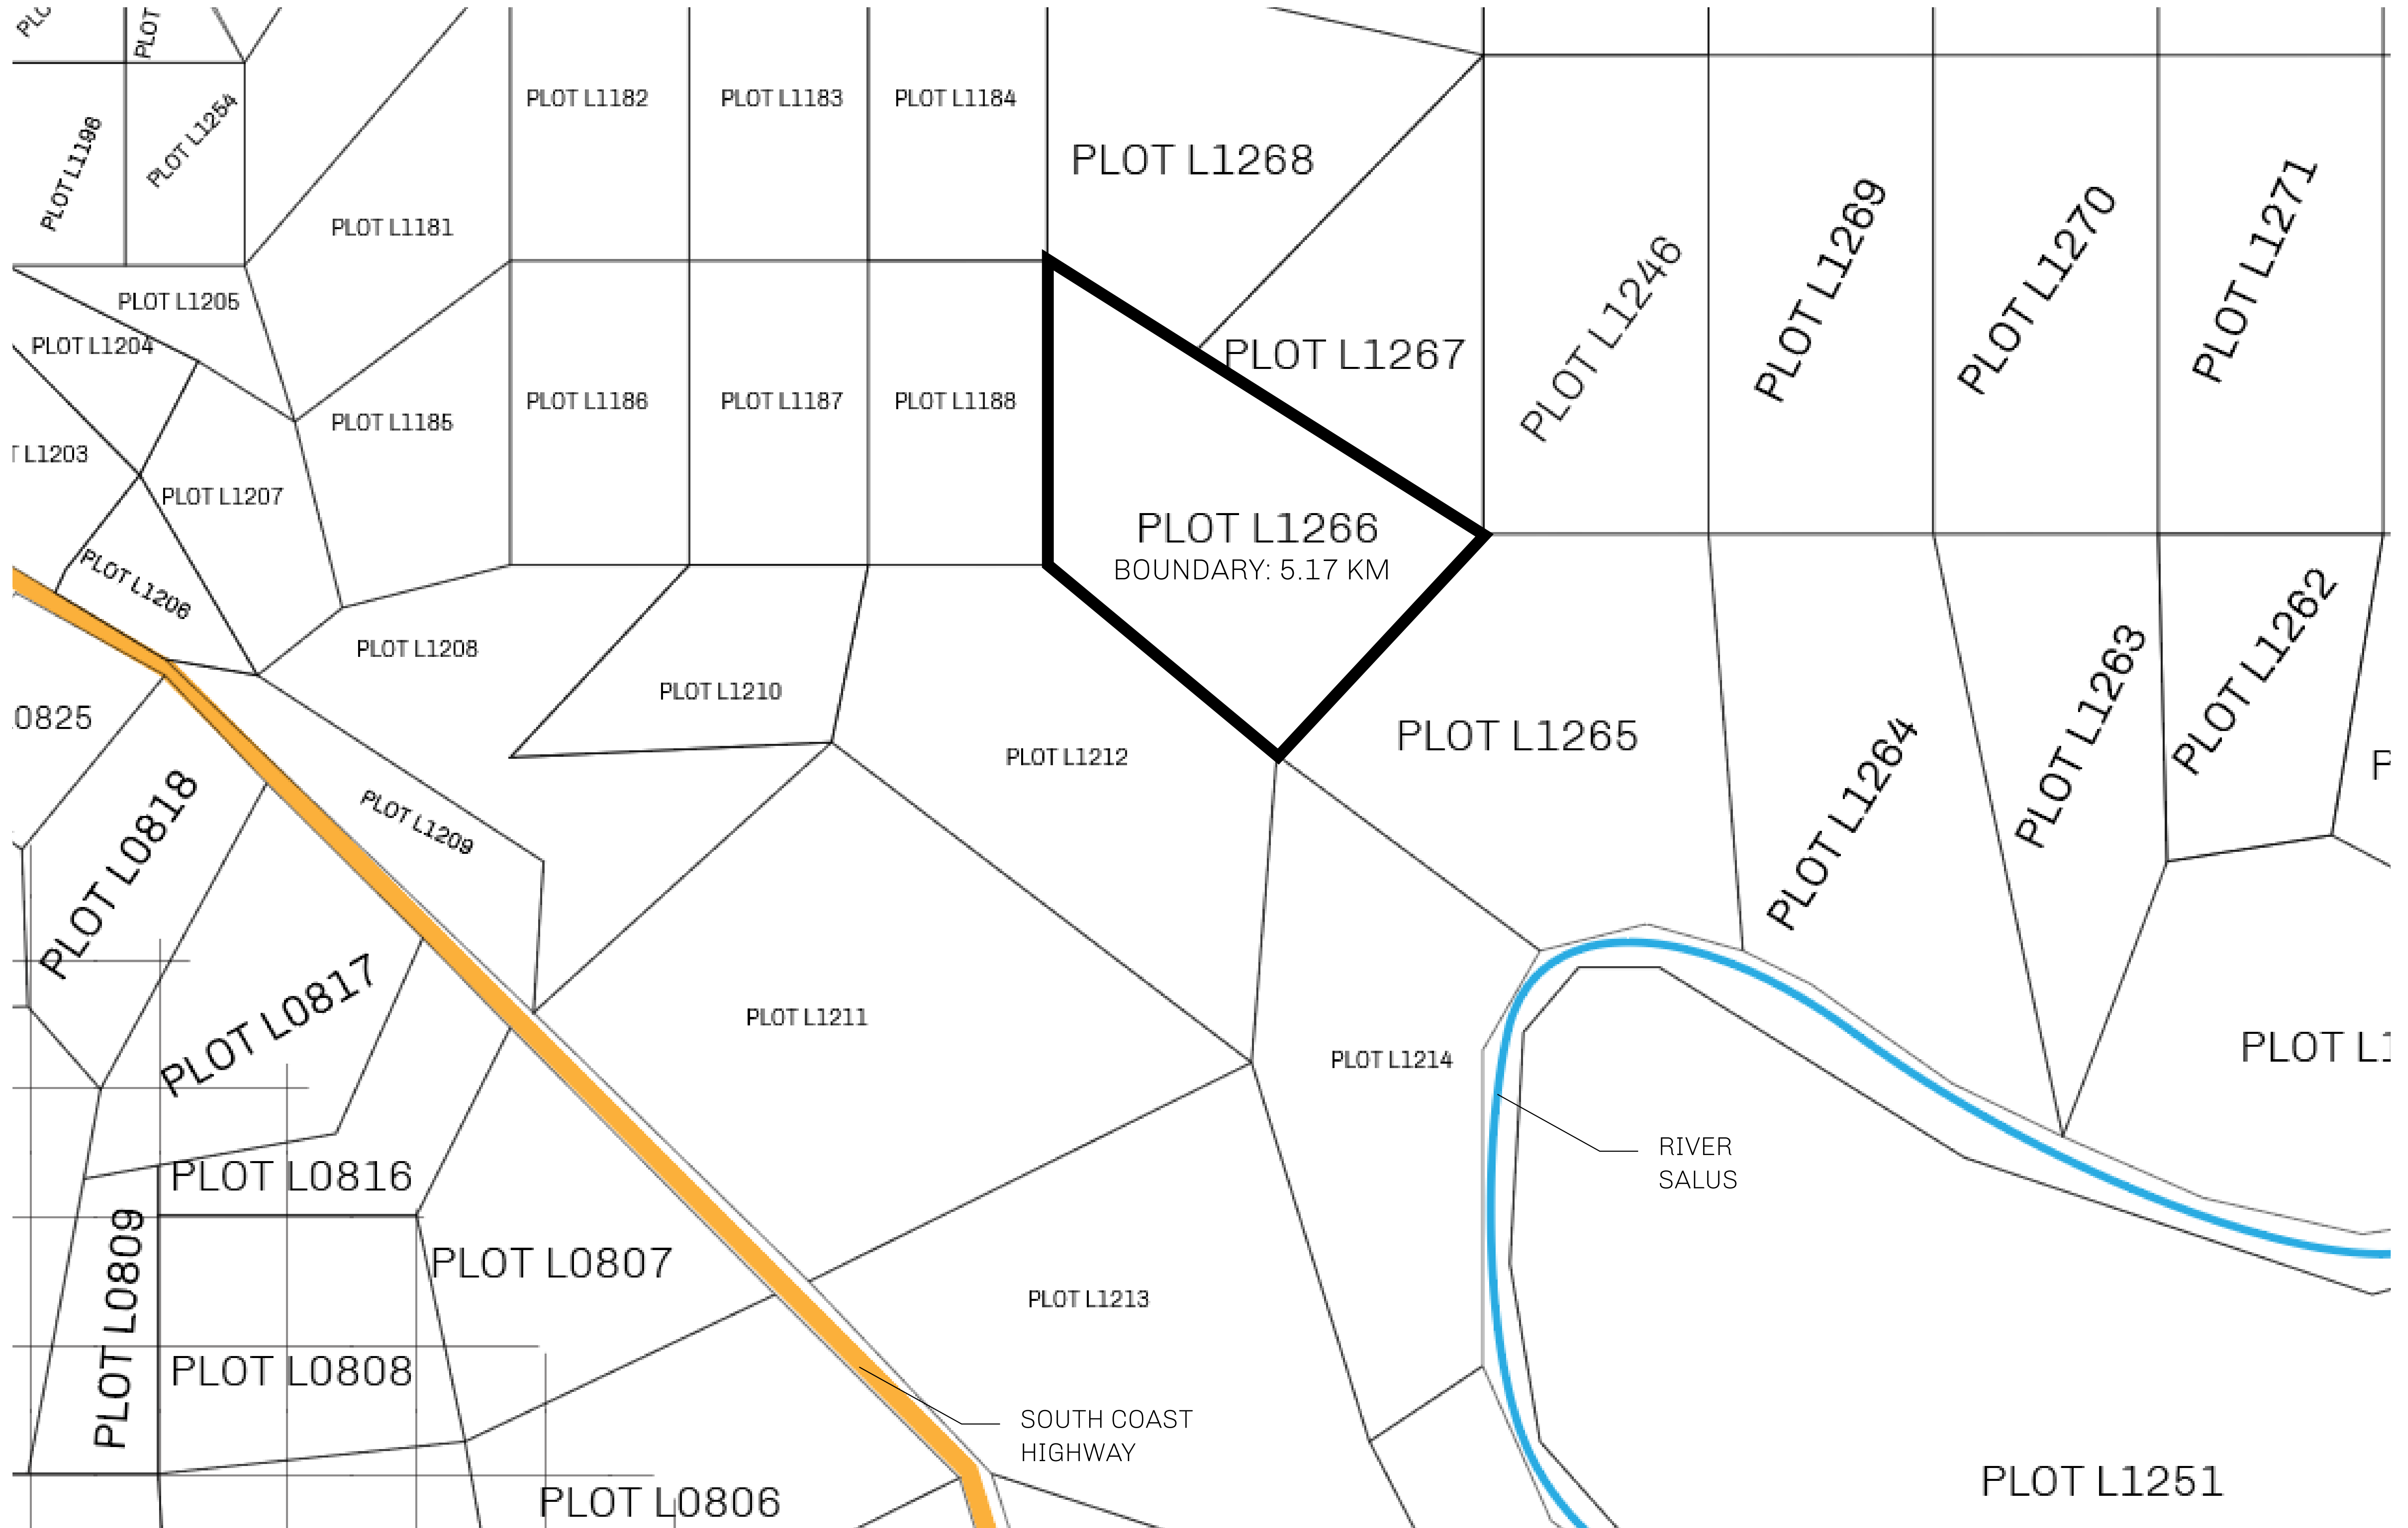 PLOT
PLOT L1198
PLOT L1254
PLOT L1181
PLOT L1182
PLOT L1183
PLOT L1184
PLOT L1268
PLOT L1246
PLOT L1269
PLOT L1270
PLOT L1271
PLOT L1205
PLOT L1204
L1203
PLOT L1207
PLOT L1206
PLOT L1185
PLOT L1186
PLOT L1187
PLOT L1188
PLOT L1267
PLOT L1266
BOUNDARY: 5.17 KM
PLOT L1208
PLOT L1210
PLOT L1212
PLOT L1265
PLOT L1264
PLOT L1263
PLOT L1262
0825
PLOT L0818
PLOT L1209
PLOT L0817
PLOT L1211
PLOT L1214
PLOT L1
RIVER
SALUS
PLOT L0816
PLOT L0809
PLOT L0807
PLOT L1213
PLOT L0808
SOUTH COAST
HIGHWAY
PLOT L0806
PLOT L1251